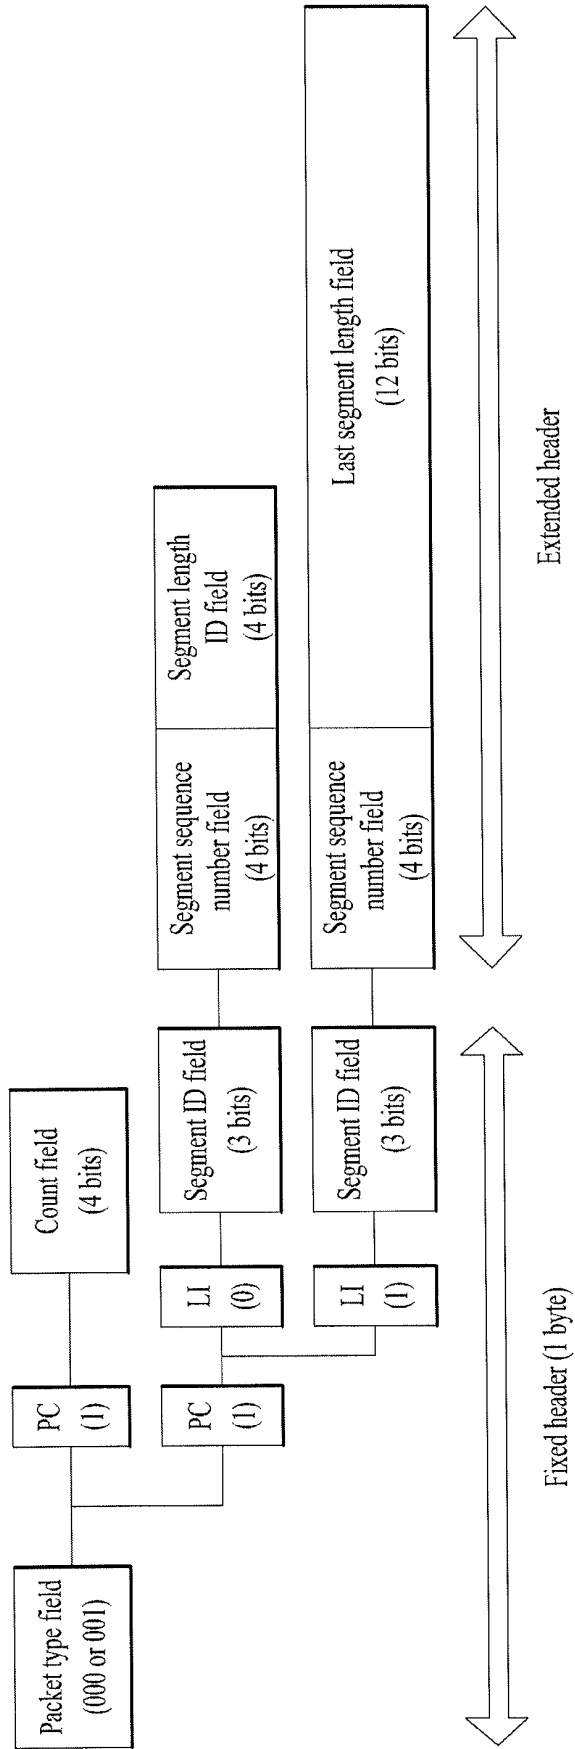 Packet type field
(000 or 001)
PC
(1)
Count field
(4 bits)
PC
(1)
LI
(0)
Segment ID field
(3 bits)
Segment sequence
number field
(4 bits)
Segment length
ID field
(4 bits)
LI
(1)
Segment ID field
(3 bits)
Segment sequence
number field
(4 bits)
Last segment length field
(12 bits)
Fixed header (1 byte)
Extended header